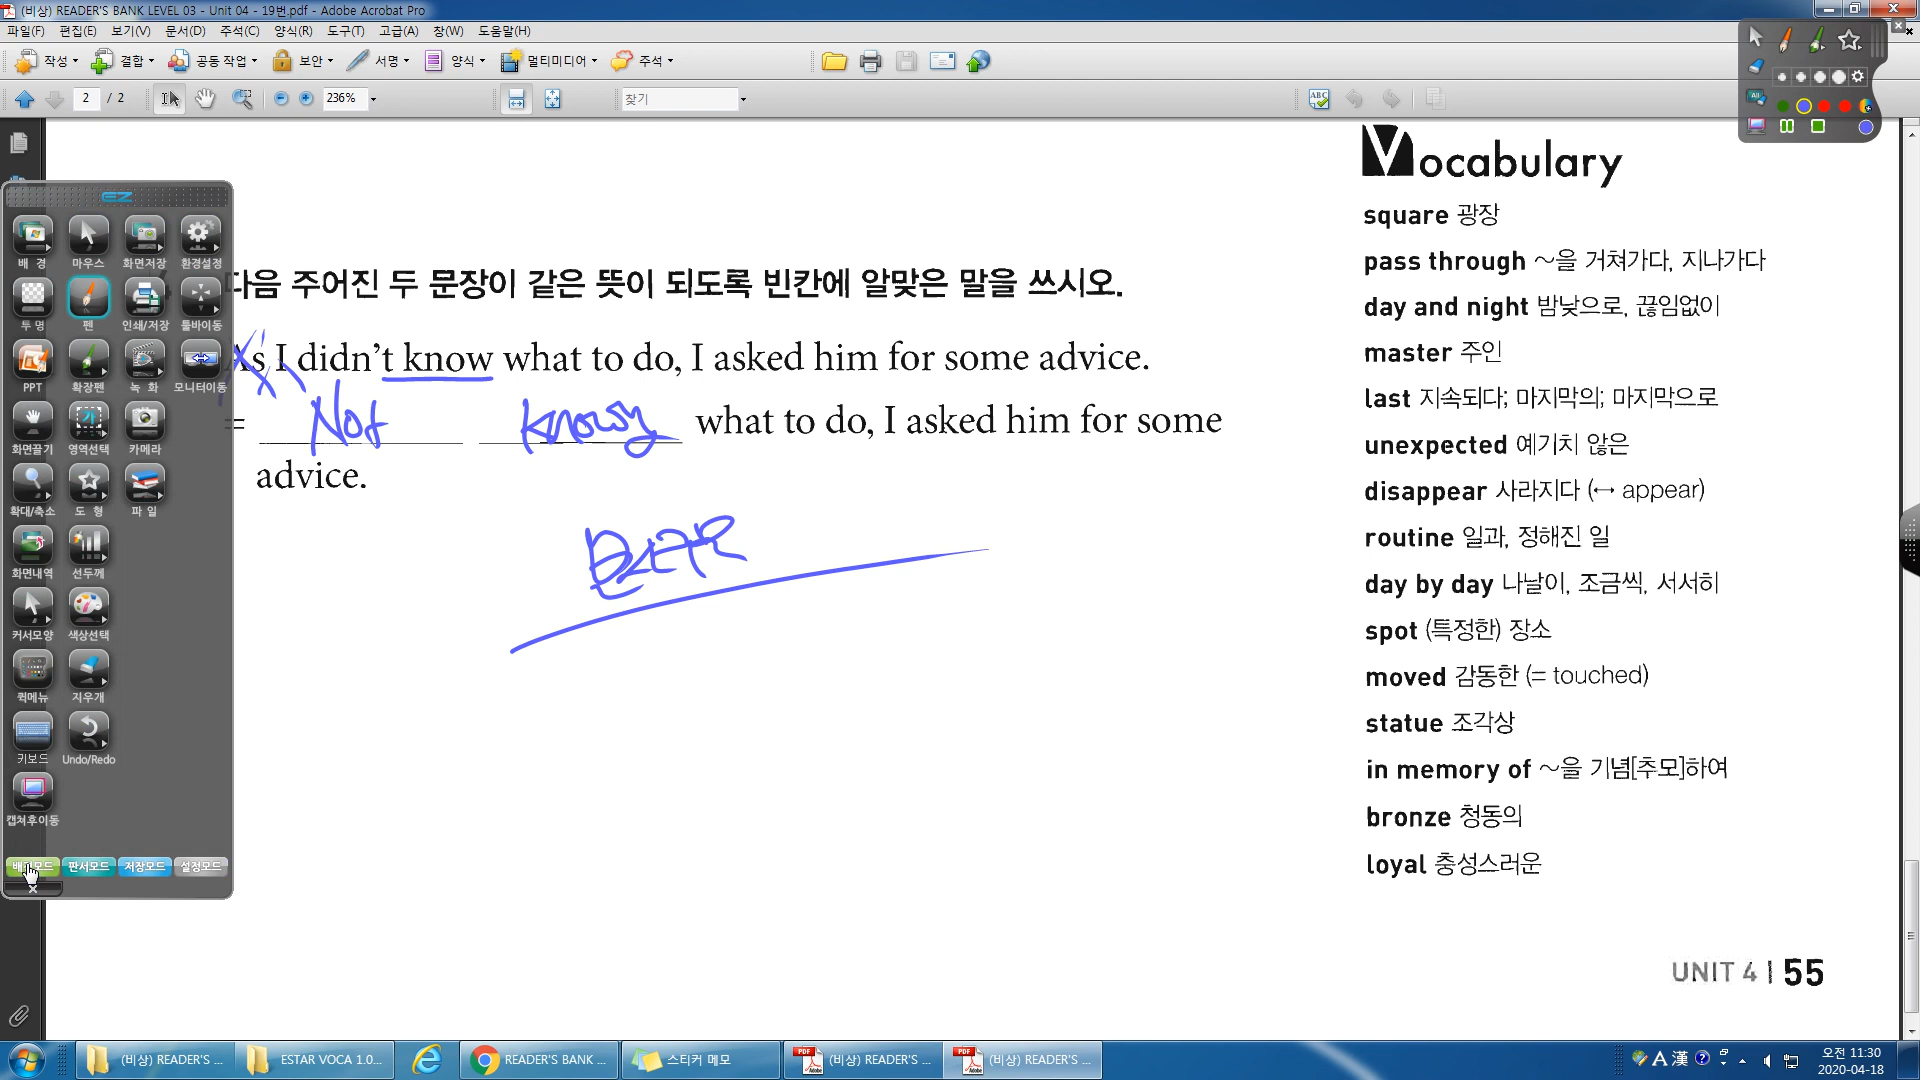 (비상) READER'S BANK LEVEL 03 - Unit 04 - 19번.pdf - Adobe Acrobat Pro
파일(F) 편집(E) 보기(V) 문서(D) 주석(C) 양식(R) 도구(T) 고급(A) 창(W) 도움말(H)
작성 결합 공동 작업 보안 서명 양식 멀티미디어 주석
2 / 2 236% 찾기
EZ
배 경 마우스 화면저장 환경설정
투 명 펜 인쇄/저장 툴바이동
PPT 확장펜 녹 화 모니터이동
화면끌기 영역선택 카메라
확대/축소 도 형 파 일
화면내역 선두께
커서모양 색상선택
퀵메뉴 지우개
키보드 Undo/Redo
캡쳐후이동
판서모드 저장모드 설정모드
다음 주어진 두 문장이 같은 뜻이 되도록 빈칸에 알맞은 말을 쓰시오.
As I didn't know what to do, I asked him for some advice.
= Not what to do, I asked him for some
advice.
Vocabulary
square 광장
pass through ~을 거쳐가다, 지나가다
day and night 밤낮으로, 끊임없이
master 주인
last 지속되다; 마지막의; 마지막으로
unexpected 예기치 않은
disappear 사라지다 (↔ appear)
routine 일과, 정해진 일
day by day 나날이, 조금씩, 서서히
spot (특정한) 장소
moved 감동한 (= touched)
statue 조각상
in memory of ~을 기념[추모]하여
bronze 청동의
loyal 충성스러운
UNIT 4 | 55
(비상) READER'S ... ESTAR VOCA 1.0... READER'S BANK ... 스티커 메모 (비상) READER'S ... (비상) READER'S ...
A 漢
오전 11:30
2020-04-18